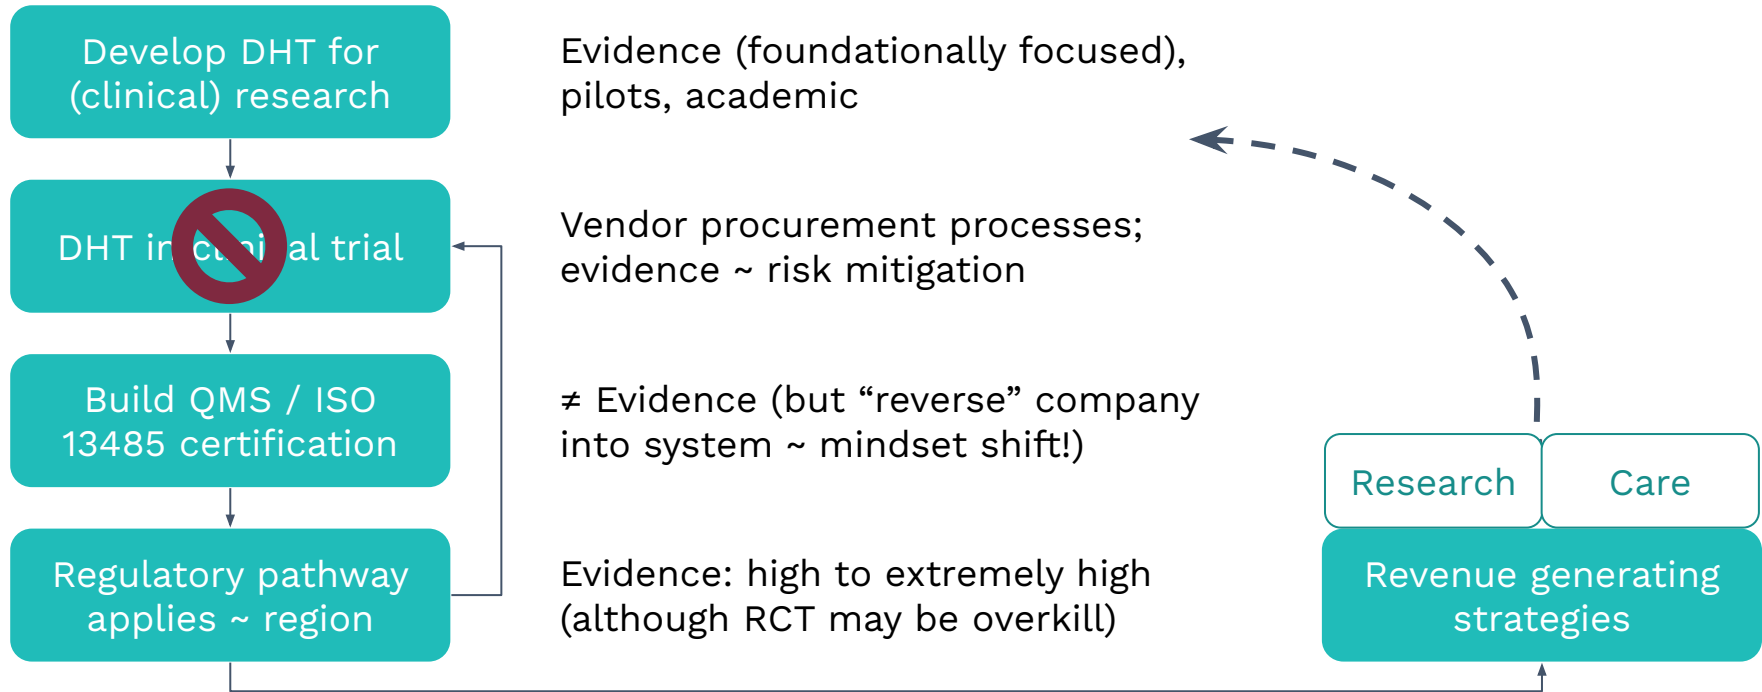 Develop DHT for
(clinical) research
Evidence (foundationally focused),
pilots, academic
DHT in clinical trial
Vendor procurement processes;
evidence ~ risk mitigation
Build QMS / ISO
13485 certification
≠ Evidence (but “reverse” company
into system ~ mindset shift!)
Regulatory pathway
applies ~ region
Evidence: high to extremely high
(although RCT may be overkill)
Research
Care
Revenue generating
strategies